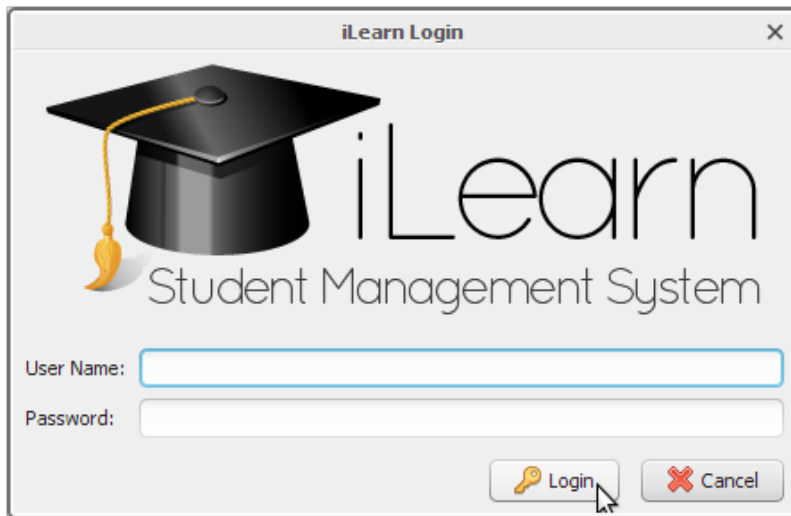 iLearn Login
iLearn
Student Management System
User Name:
Password:
Login
Cancel